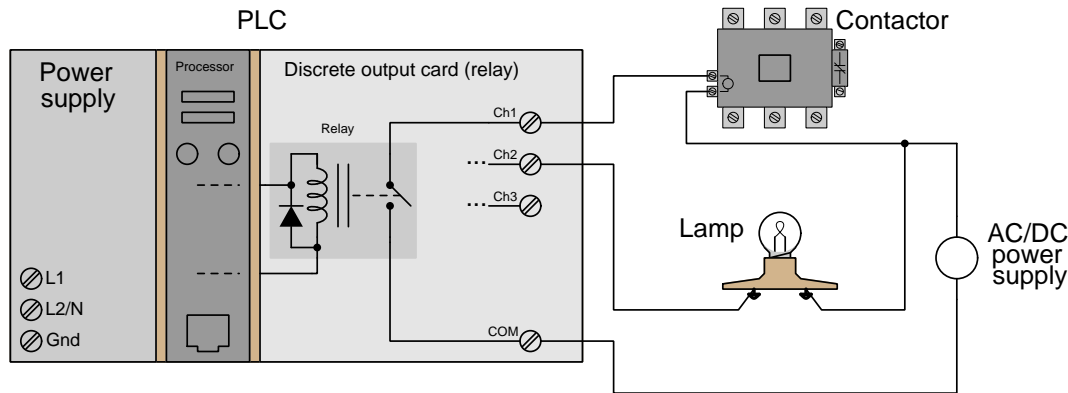 PLC
Contactor
Power
supply
Processor
Discrete output card (relay)
Relay
Ch1
... Ch2
... Ch3
Lamp
AC/DC
power
supply
L1
L2/N
Gnd
COM